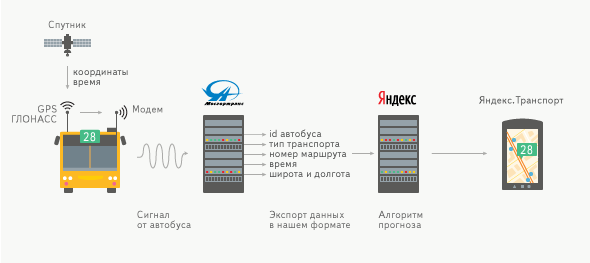 Спутник
координаты
время
GPS
ГЛОНАСС
Модем
28
Мосгортранс
id автобуса
тип транспорта
номер маршрута
время
широта и долгота
Яндекс
Яндекс.Транспорт
28
Сигнал
от автобуса
Экспорт данных
в нашем формате
Алгоритм
прогноза